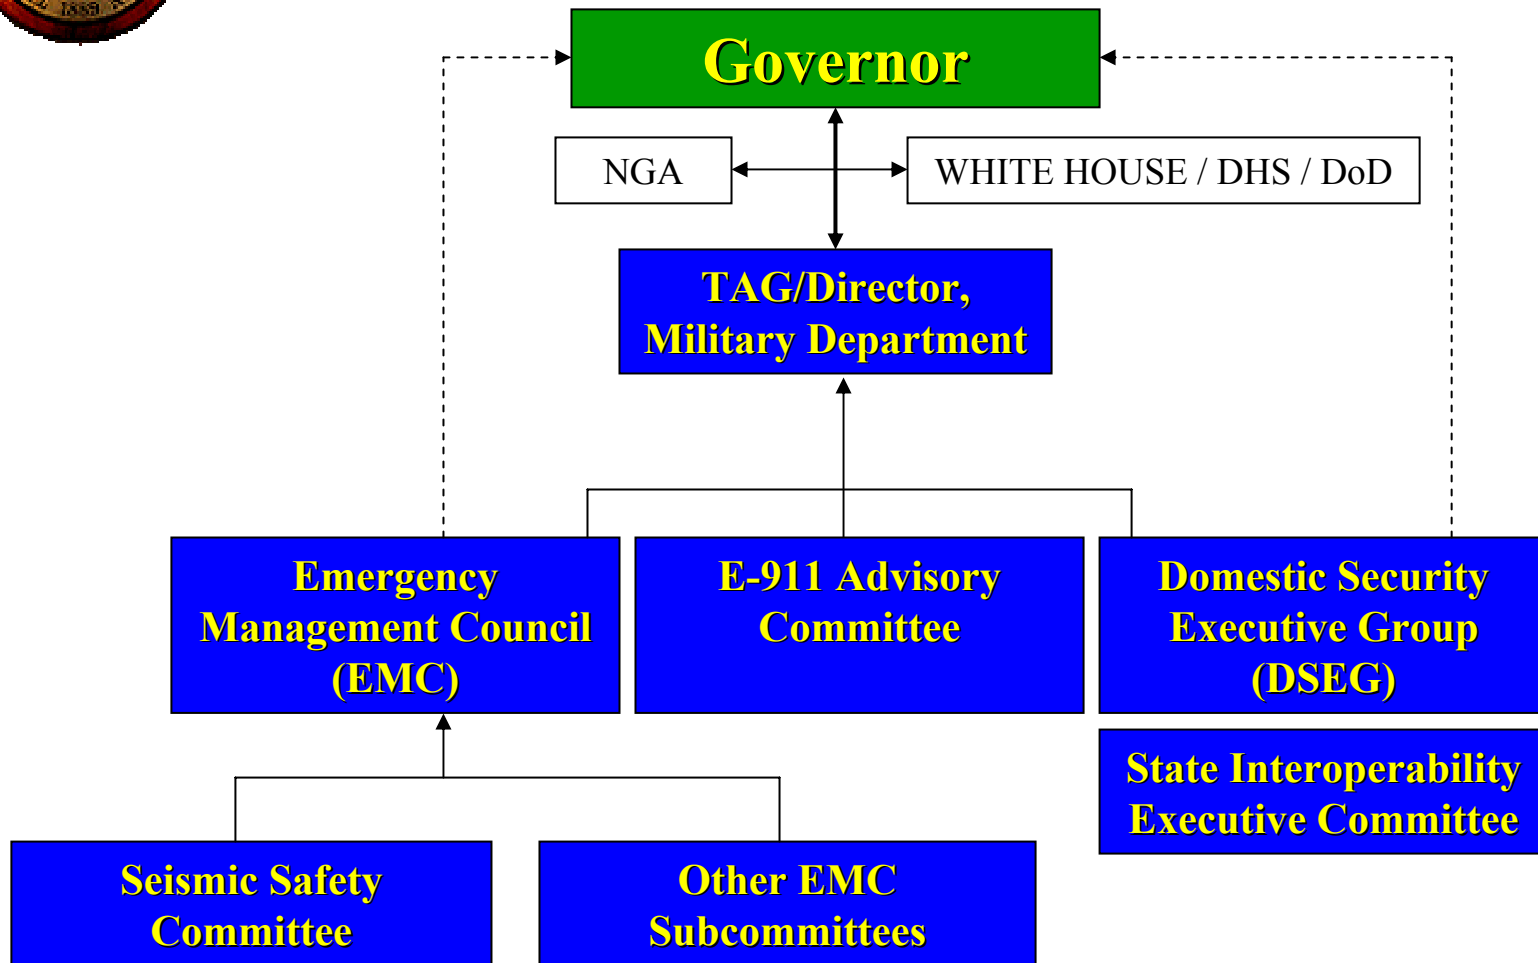 1889
Governor
NGA
WHITE HOUSE / DHS / DoD
TAG/Director,
Military Department
Emergency
Management Council
(EMC)
E-911 Advisory
Committee
Domestic Security
Executive Group
(DSEG)
State Interoperability
Executive Committee
Seismic Safety
Committee
Other EMC
Subcommittees